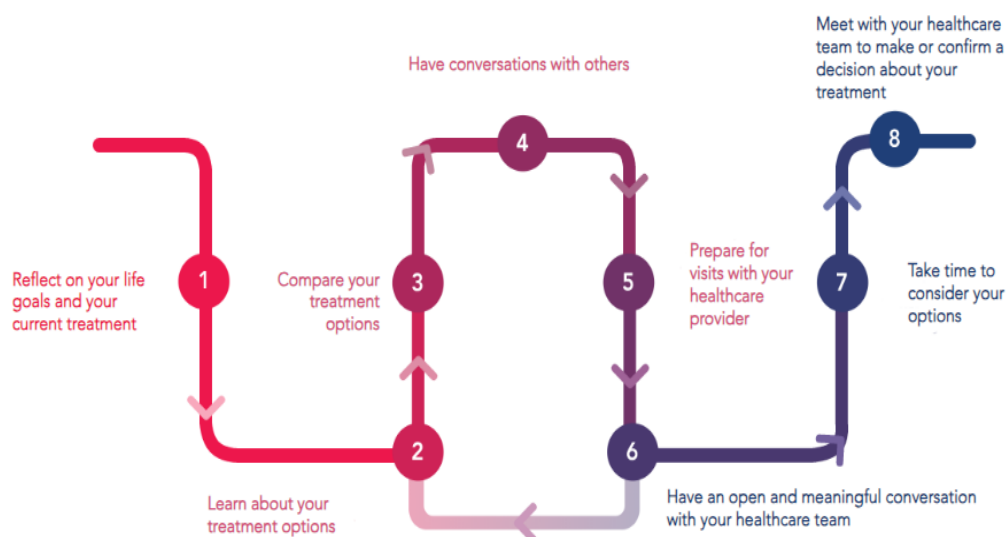 1
Reflect on your life
goals and your
current treatment
2
Learn about your
treatment options
3
Compare your
treatment
options
4
Have conversations with others
5
Prepare for
visits with your
healthcare
provider
6
Have an open and meaningful conversation
with your healthcare team
7
Take time to
consider your
options
8
Meet with your healthcare
team to make or confirm a
decision about your
treatment